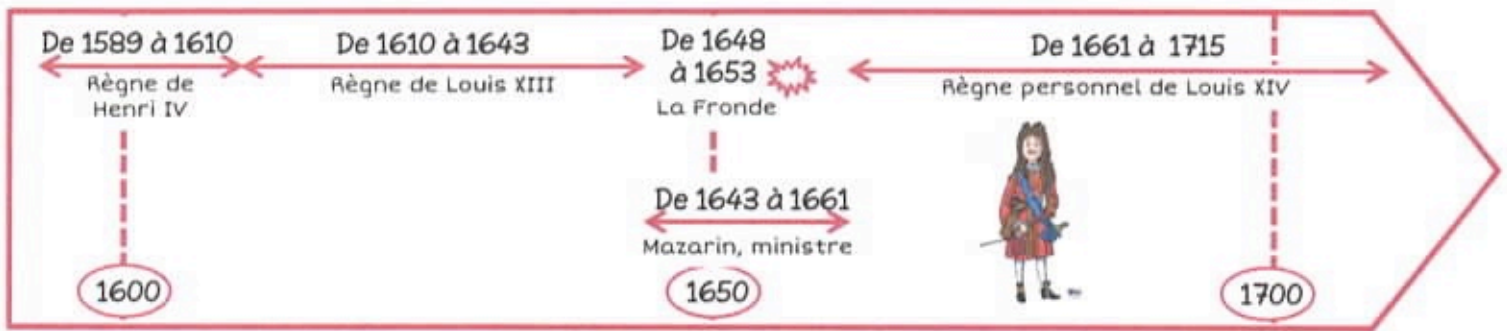 De 1589 à 1610
Règne de
Henri IV
De 1610 à 1643
Règne de Louis XIII
De 1648
à 1653
La Fronde
De 1661 à 1715
Règne personnel de Louis XIV
De 1643 à 1661
Mazarin, ministre
1600
1650
1700